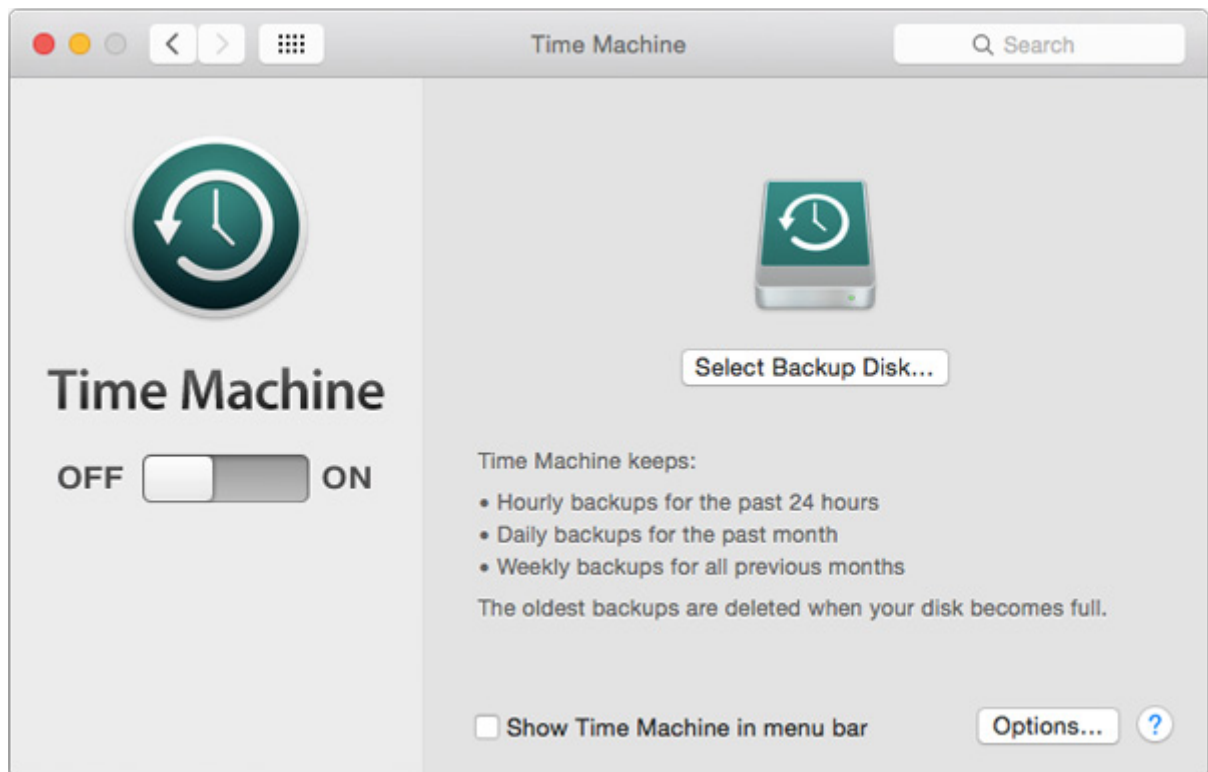 Time Machine
Search
Time Machine
OFF ON
Select Backup Disk...
Time Machine keeps:
• Hourly backups for the past 24 hours
• Daily backups for the past month
• Weekly backups for all previous months
The oldest backups are deleted when your disk becomes full.
Show Time Machine in menu bar
Options...
?